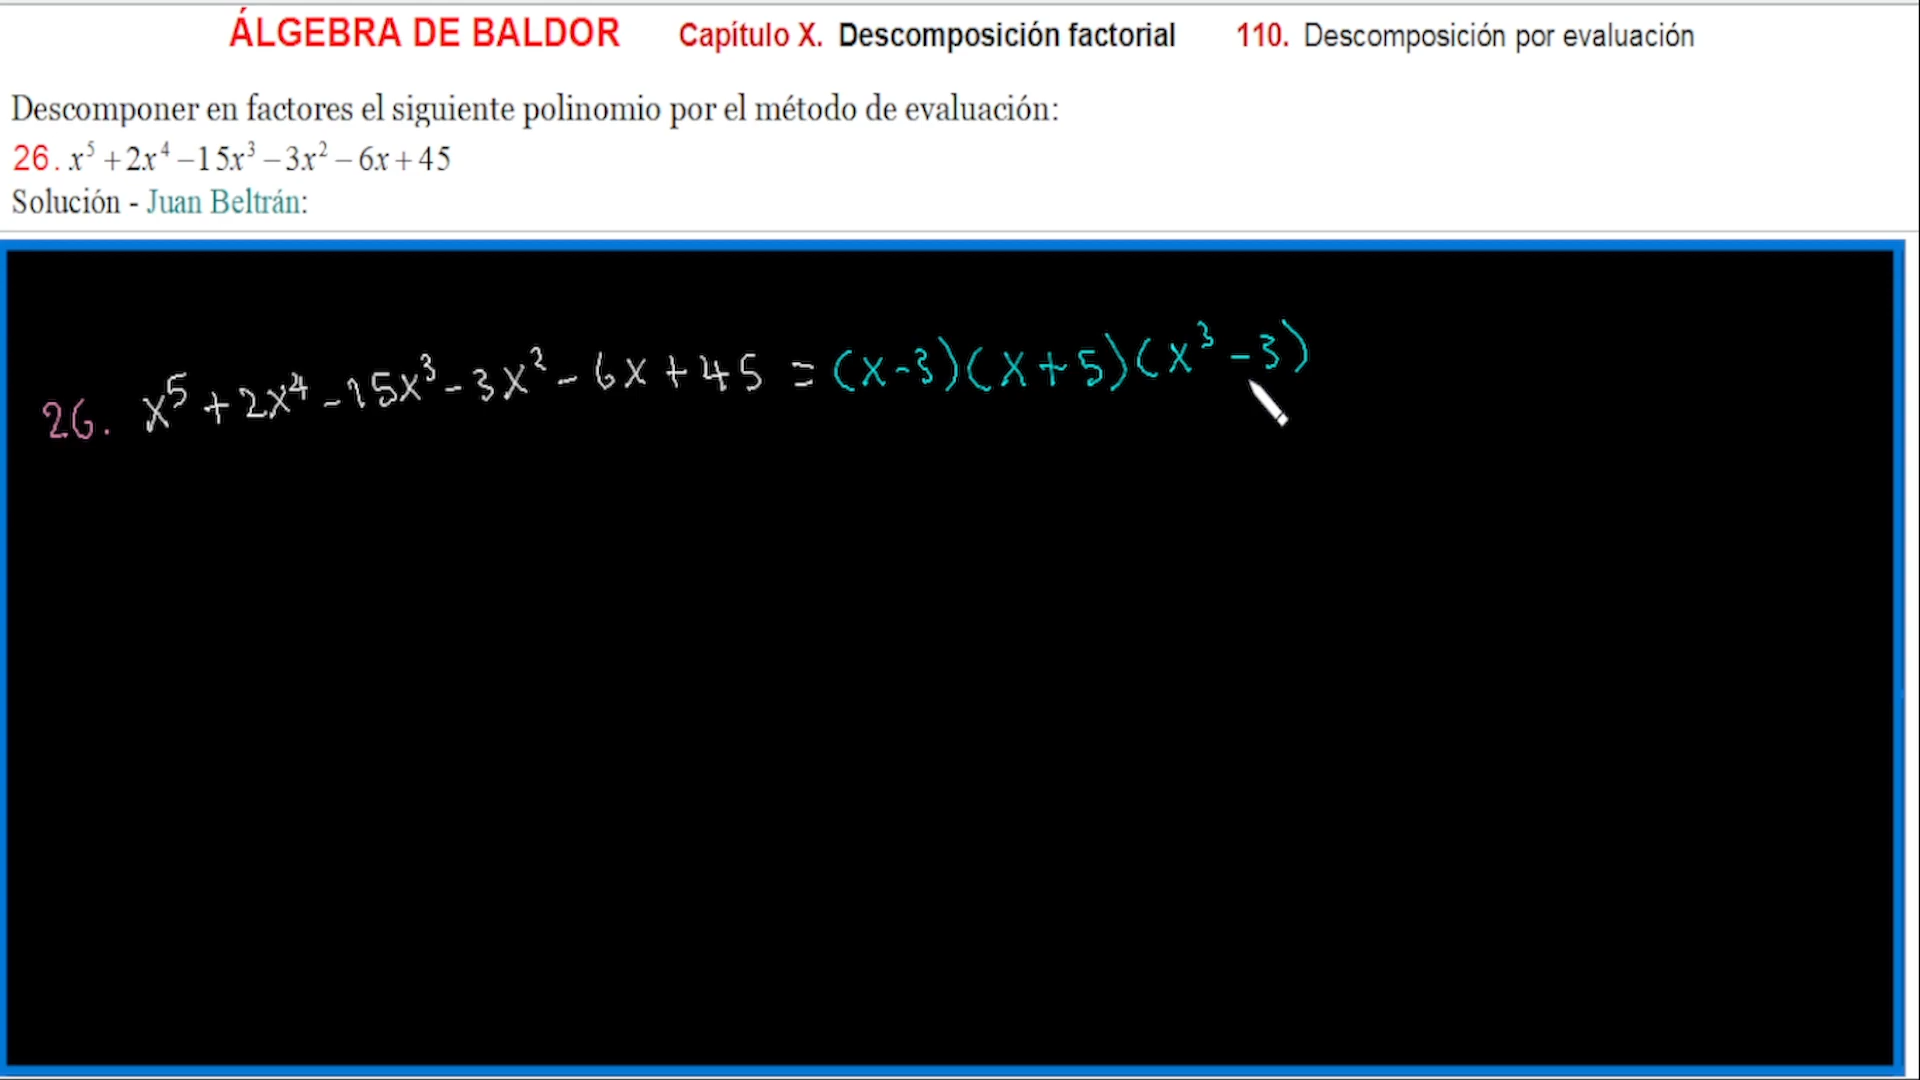 ÁLGEBRA DE BALDOR Capítulo X. Descomposición factorial 110. Descomposición por evaluación
Descomponer en factores el siguiente polinomio por el método de evaluación:
26. x⁵ + 2x⁴ – 15x³ – 3x² – 6x + 45
Solución - Juan Beltrán:
26. x⁵ + 2x⁴ - 15x³ - 3x² - 6x + 45 = (x-3)(x+5)(x³-3)